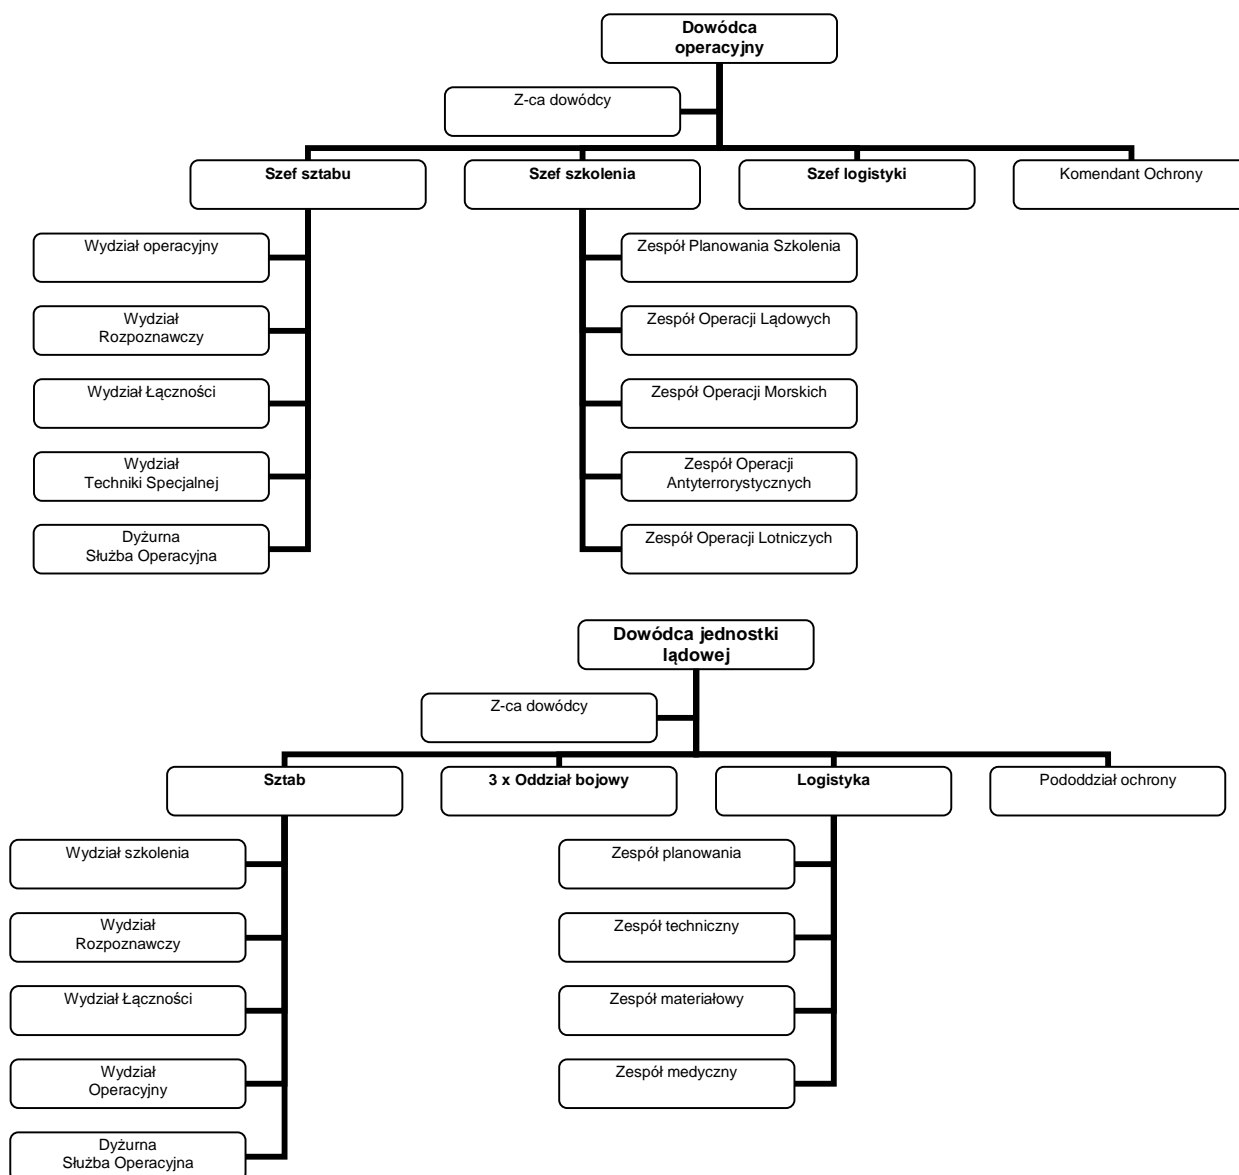 Dowódca
operacyjny
Z-ca dowódcy
Szef sztabu
Szef szkolenia
Szef logistyki
Komendant Ochrony
Wydział operacyjny
Wydział
Rozpoznawczy
Wydział Łączności
Wydział
Techniki Specjalnej
Dyżurna
Służba Operacyjna
Zespół Planowania Szkolenia
Zespół Operacji Lądowych
Zespół Operacji Morskich
Zespół Operacji
Antyterrorystycznych
Zespół Operacji Lotniczych
Dowódca jednostki
lądowej
Z-ca dowódcy
Sztab
3 x Oddział bojowy
Logistyka
Pododdział ochrony
Wydział szkolenia
Wydział
Rozpoznawczy
Wydział Łączności
Wydział
Operacyjny
Dyżurna
Służba Operacyjna
Zespół planowania
Zespół techniczny
Zespół materiałowy
Zespół medyczny